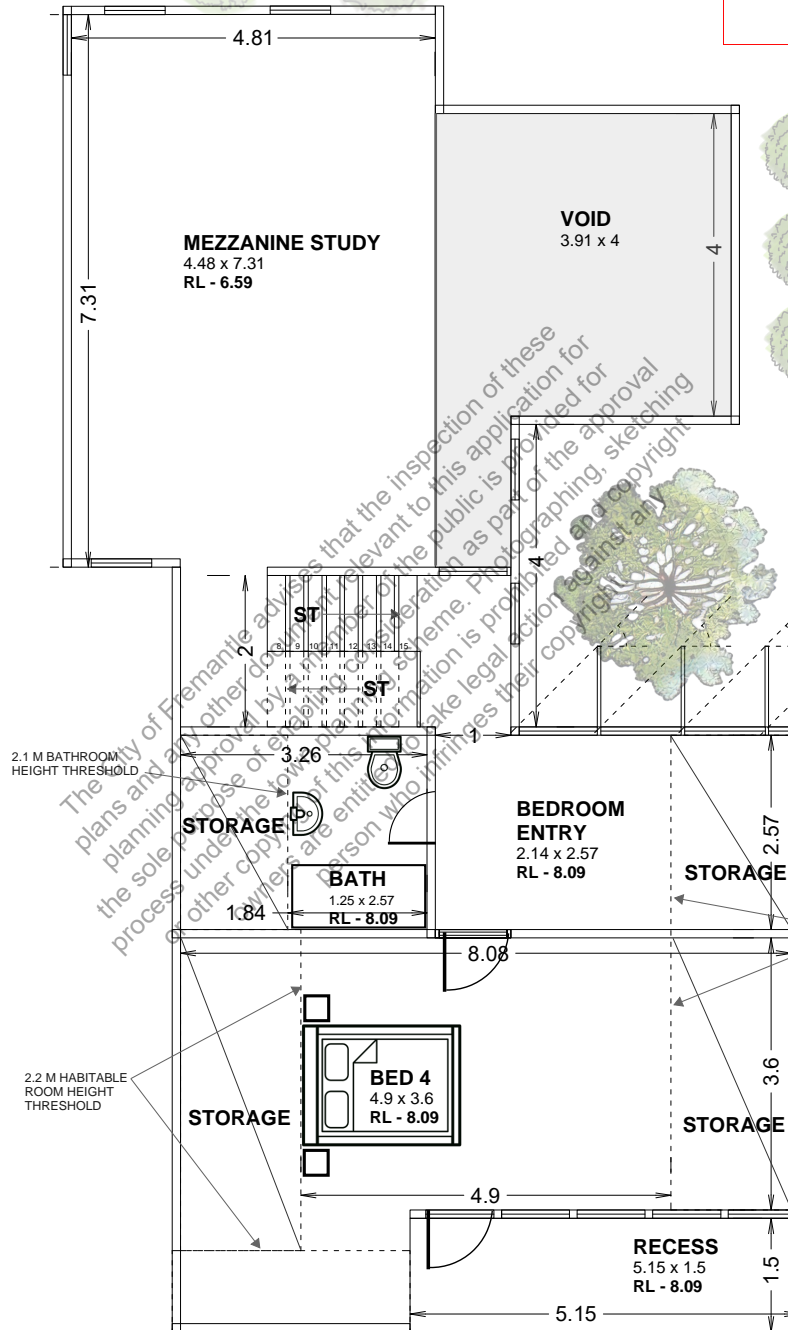 4.81
7.31
MEZZANINE STUDY
4.48 x 7.31
RL - 6.59
VOID
3.91 x 4
4
4
The City of Fremantle advises that the inspection of these
plans and any other document relevant to this application for
planning approval by a member of the public is provided for
the sole purpose of enabling consideration as part of the approval
process under the town planning scheme. Photographing, sketching
or other copying of this information is prohibited and copyright
owners are entitled to take legal action against any
person who infringes their copyright
2
ST
8 9 10 11 12 13 14 15
ST
1
3.26
2.1 M BATHROOM
HEIGHT THRESHOLD
STORAGE
BATH
1.25 x 2.57
RL - 8.09
1.84
BEDROOM
ENTRY
2.14 x 2.57
RL - 8.09
STORAGE
2.57
8.08
2.2 M HABITABLE
ROOM HEIGHT
THRESHOLD
STORAGE
BED 4
4.9 x 3.6
RL - 8.09
STORAGE
3.6
4.9
RECESS
5.15 x 1.5
RL - 8.09
1.5
5.15